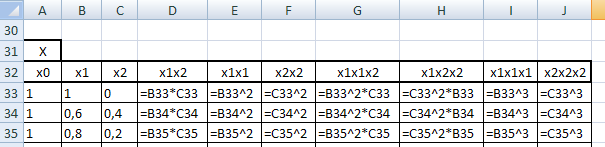 A B C D E F G H I J
30
31 X
32 x0 x1 x2 x1x2 x1x1 x2x2 x1x1x2 x1x2x2 x1x1x1 x2x2x2
33 1 1 0 =B33*C33 =B33^2 =C33^2 =B33^2*C33 =C33^2*B33 =B33^3 =C33^3
34 1 0,6 0,4 =B34*C34 =B34^2 =C34^2 =B34^2*C34 =C34^2*B34 =B34^3 =C34^3
35 1 0,8 0,2 =B35*C35 =B35^2 =C35^2 =B35^2*C35 =C35^2*B35 =B35^3 =C35^3